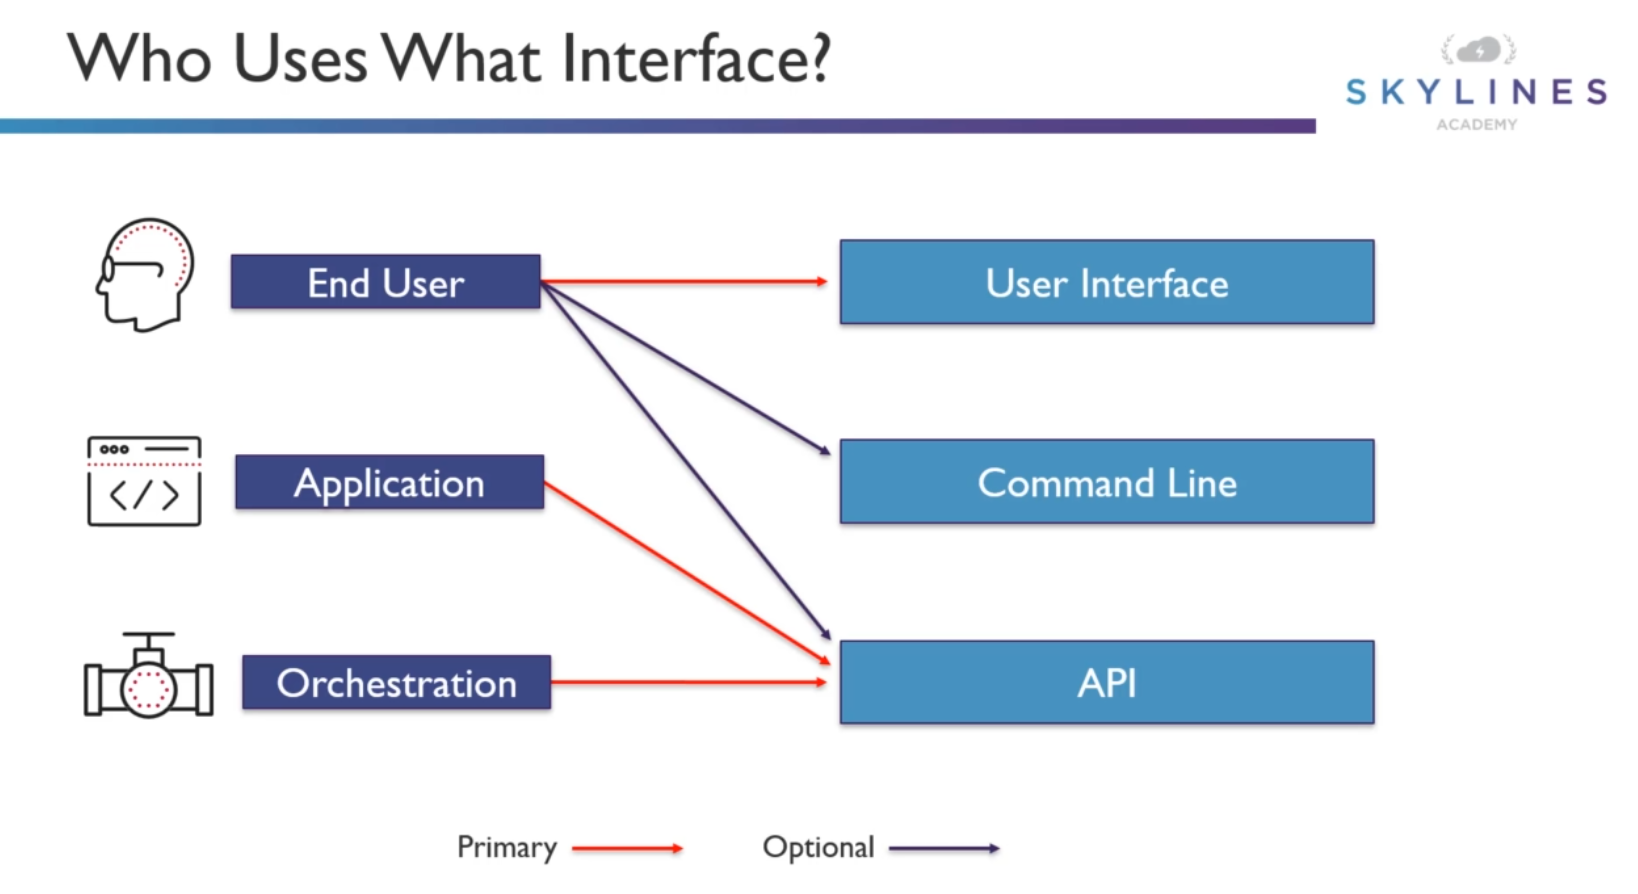 Who Uses What Interface?
SKYLINES
ACADEMY
End User
User Interface
</>
Application
Command Line
Orchestration
API
Primary
Optional